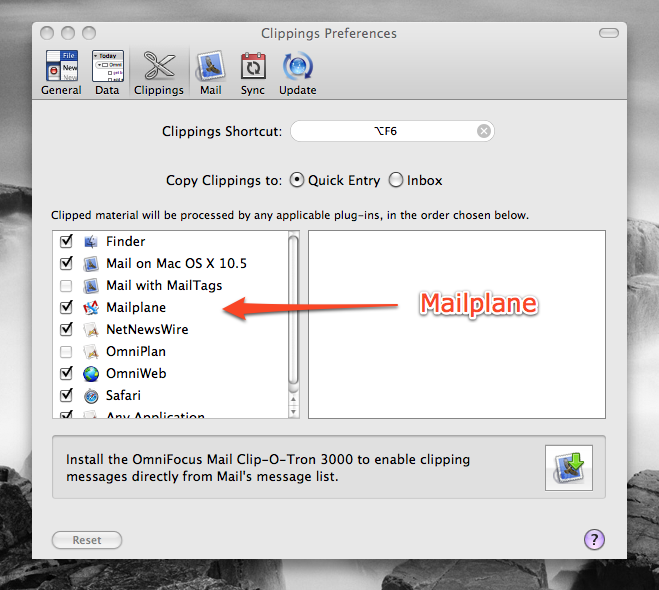 Clippings Preferences
General
Data
Clippings
Mail
Sync
Update
File
New
New
Today
Clippings Shortcut: ⌥F6
Copy Clippings to: Quick Entry Inbox
Clipped material will be processed by any applicable plug-ins, in the order chosen below.
Finder
Mail on Mac OS X 10.5
Mail with MailTags
Mailplane
NetNewsWire
OmniPlan
OmniWeb
Safari
Any Application
Mailplane
Install the OmniFocus Mail Clip-O-Tron 3000 to enable clipping
messages directly from Mail's message list.
Reset
?